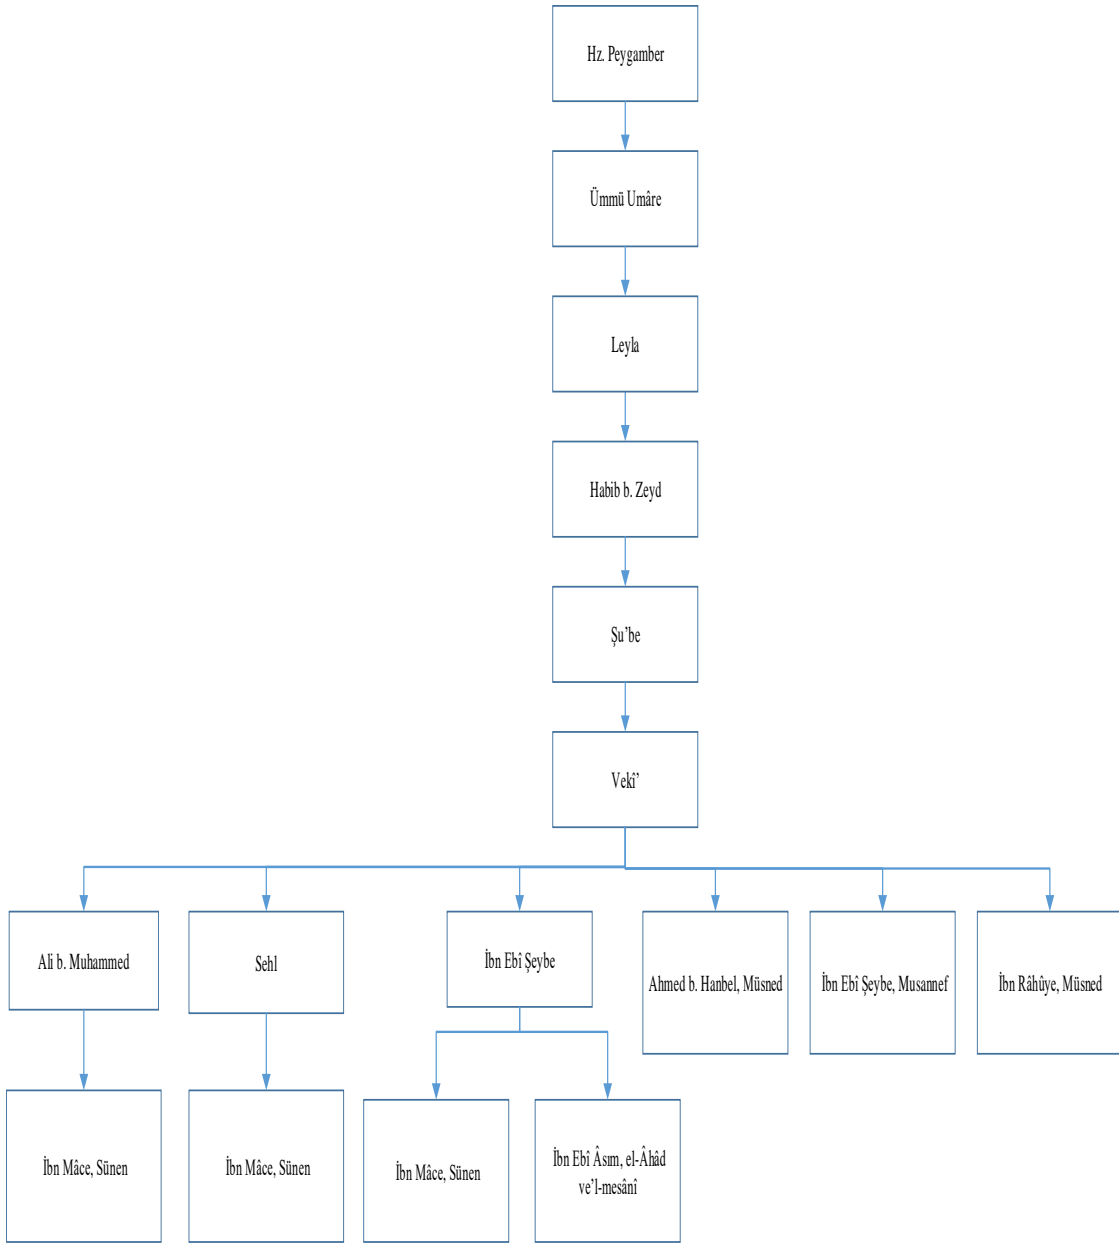 Hz. Peygamber
Ümmü Umâre
Leyla
Habib b. Zeyd
Şu’be
Vekî’
Ali b. Muhammed
Sehl
İbn Ebî Şeybe
Ahmed b. Hanbel, Müsned
İbn Ebî Şeybe, Musannef
İbn Râhûye, Müsned
İbn Mâce, Sünen
İbn Mâce, Sünen
İbn Mâce, Sünen
İbn Ebî Âsım, el-Âhâd
ve’l-mesânî